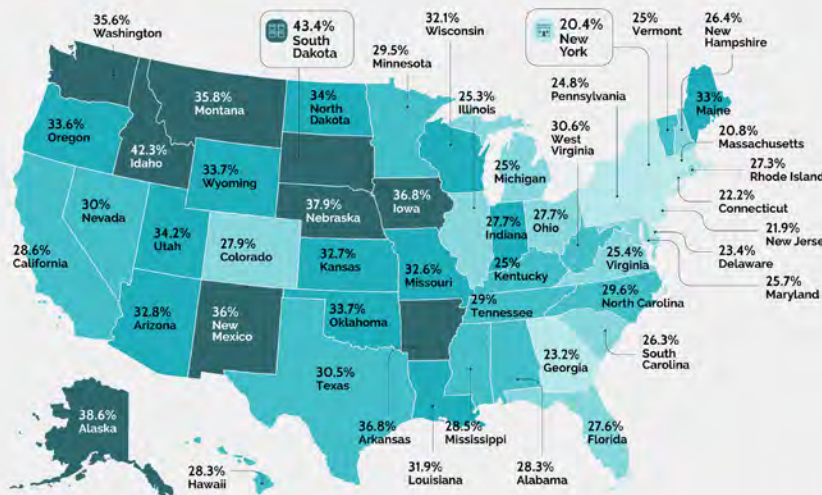 35.6%
Washington
43.4%
South
Dakota
32.1%
Wisconsin
20.4%
New
York
25%
Vermont
26.4%
New
Hampshire
29.5%
Minnesota
25.3%
Illinois
24.8%
Pennsylvania
33%
Maine
35.8%
Montana
34%
North
Dakota
33.6%
Oregon
42.3%
Idaho
33.7%
Wyoming
30.6%
West
Virginia
20.8%
Massachusetts
27.3%
Rhode Island
25%
Michigan
37.9%
Nebraska
36.8%
Iowa
22.2%
Connecticut
30%
Nevada
34.2%
Utah
27.9%
Colorado
27.7%
Indiana
27.7%
Ohio
21.9%
New Jerse
28.6%
California
32.7%
Kansas
32.6%
Missouri
25%
Kentucky
25.4%
Virginia
23.4%
Delaware
25.7%
Maryland
32.8%
Arizona
36%
New
Mexico
33.7%
Oklahoma
29%
Tennessee
29.6%
North Carolina
26.3%
South
Carolina
30.5%
Texas
23.2%
Georgia
38.6%
Alaska
36.8%
Arkansas
28.5%
Mississippi
27.6%
Florida
28.3%
Hawaii
31.9%
Louisiana
28.3%
Alabama